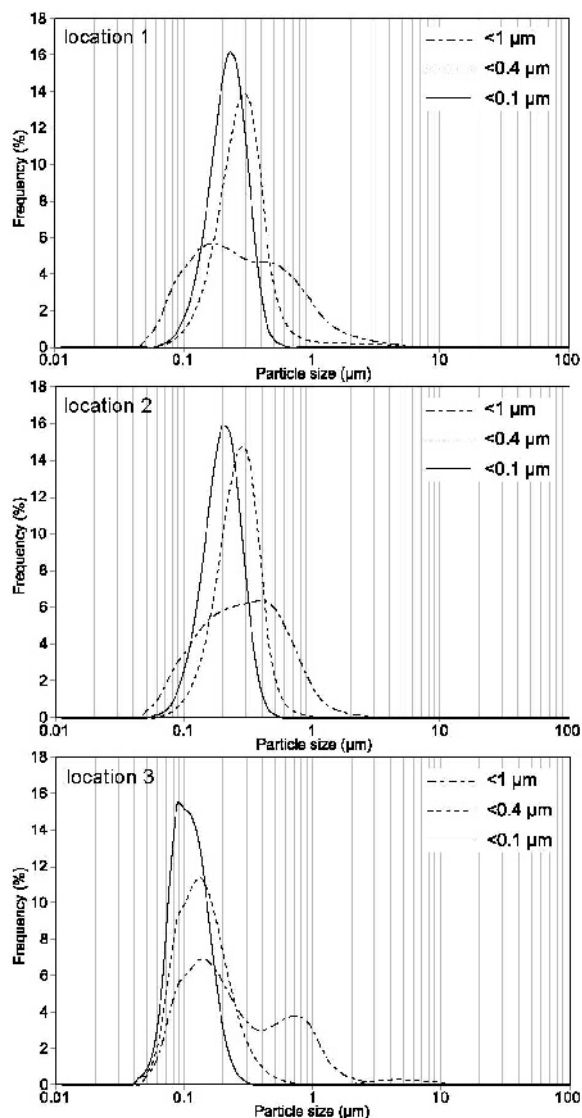 location 1
<1 µm
<0.4 µm
<0.1 µm
Frequency (%)
18
16
14
12
10
8
6
4
2
0
0.01 0.1 1 10 100
Particle size (µm)
location 2
<1 µm
<0.4 µm
<0.1 µm
Frequency (%)
18
16
14
12
10
8
6
4
2
0
0.01 0.1 1 10 100
Particle size (µm)
location 3
<1 µm
<0.4 µm
<0.1 µm
Frequency (%)
18
16
14
12
10
8
6
4
2
0
0.01 0.1 1 10 100
Particle size (µm)